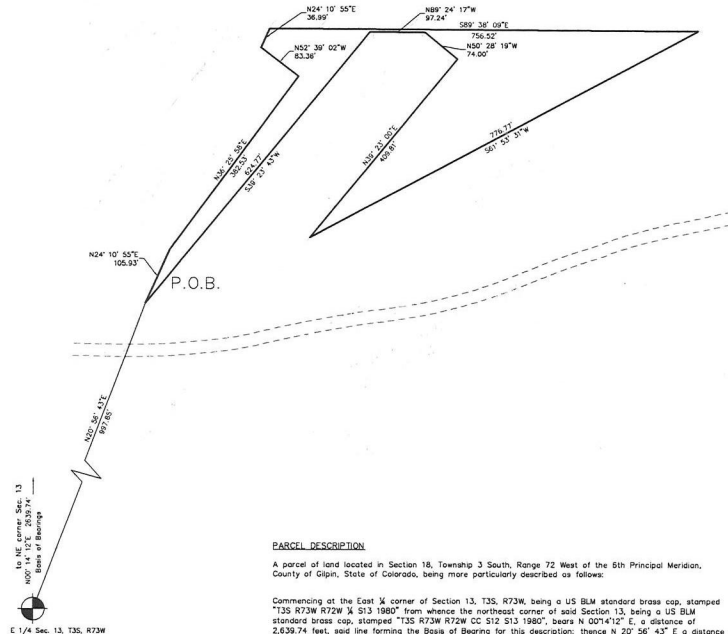 N24° 10' 55"E
36.99'
N89° 24' 17"W
97.24'
S89° 38' 09"E
756.52'
N52° 39' 02"W
83.36'
N50° 28' 19"W
74.00'
N36° 25' 58"E
382.53'
624.77'
S39° 23' 43"W
N39° 23' 00"E
409.81'
776.77'
S61° 53' 31"W
N24° 10' 55"E
105.93'
P.O.B.
N20° 56' 43"E
997.85'
to NE corner Sec. 13
N00° 14' 12"E 2639.74'
Basis of Bearings
E 1/4 Sec. 13, T3S, R73W
PARCEL DESCRIPTION
A parcel of land located in Section 18, Township 3 South, Range 72 West of the 6th Principal Meridian,
County of Gilpin, State of Colorado, being more particularly described as follows:
Commencing at the East ¼ corner of Section 13, T3S, R73W, being a US BLM standard brass cap, stamped
"T3S R73W R72W ¼ S13 1980" from whence the northeast corner of said Section 13, being a US BLM
standard brass cap, stamped "T3S R73W R72W CC S12 S13 1980", bears N 00°14'12" E, a distance of
2,639.74 feet, said line forming the Basis of Bearing for this description; thence N 20° 56' 43" E a distance